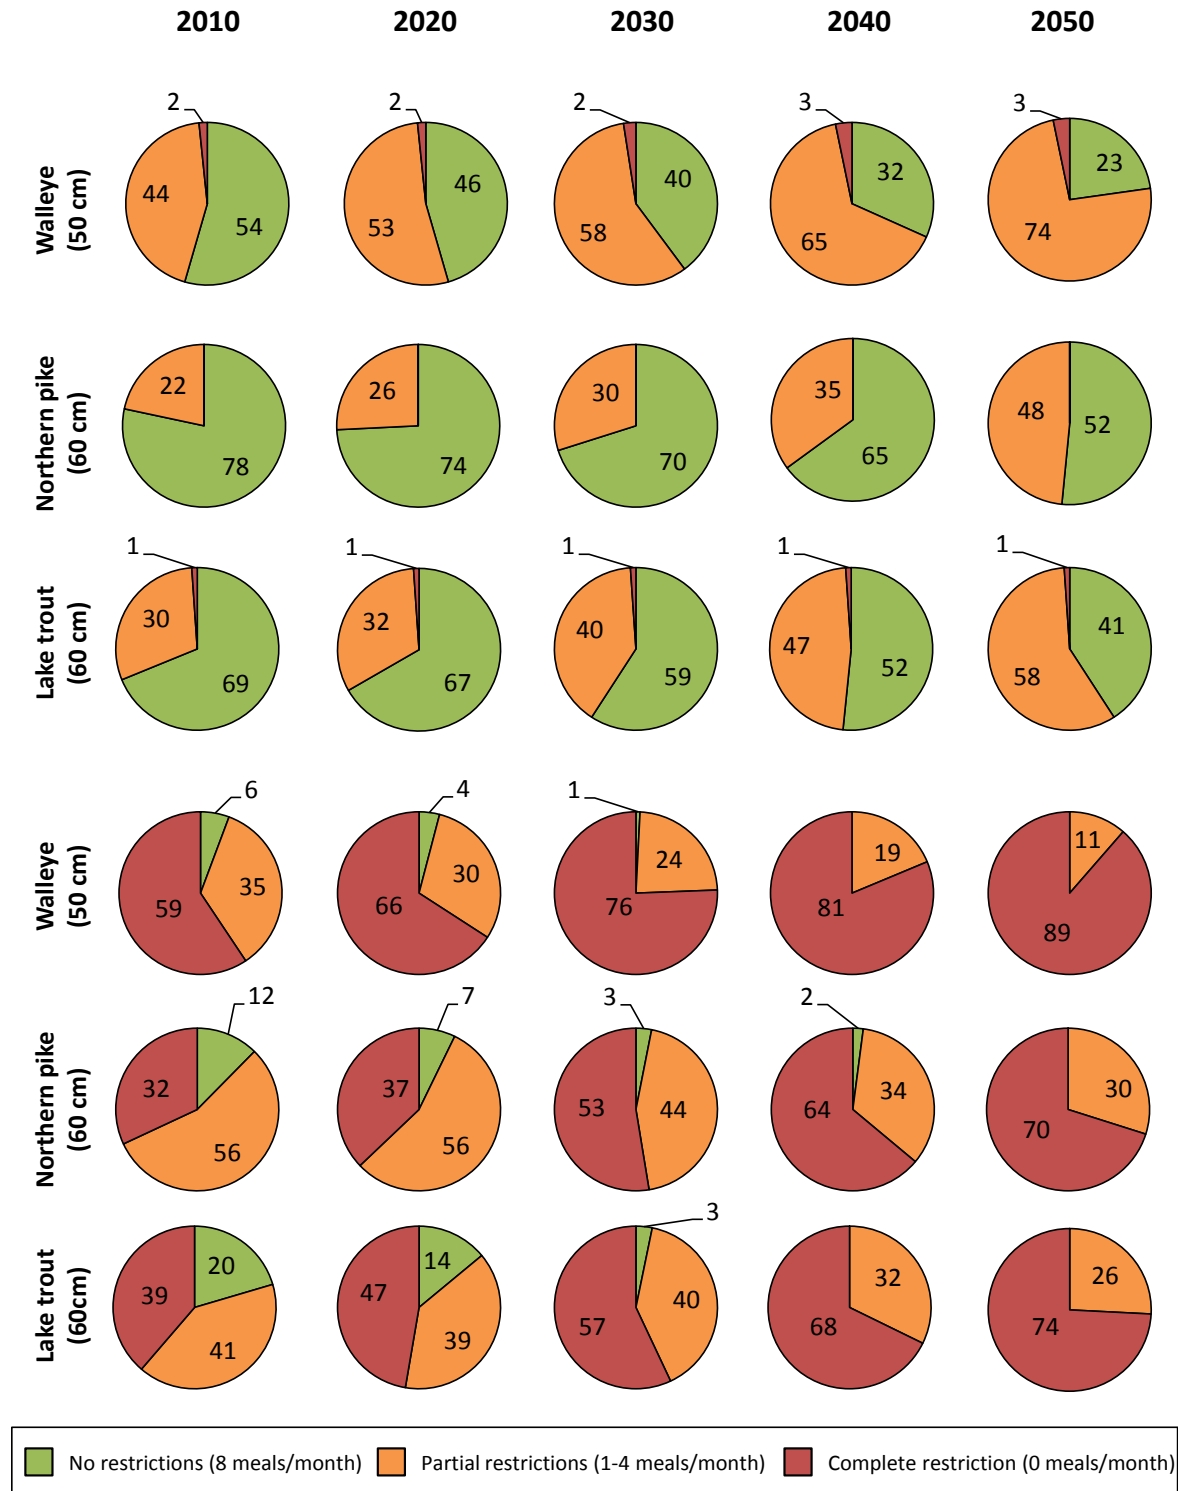 2010 2020 2030 2040 2050
Walleye
(50 cm)
2 2 2 3 3
44 54 53 46 58 40 65 32 74 23
Northern pike
(60 cm)
22 78 26 74 30 70 35 65 48 52
Lake trout
(60 cm)
1 1 1 1 1
30 69 32 67 40 59 47 52 58 41
Walleye
(50 cm)
6 4 1
59 35 66 30 76 24 81 19 89 11
Northern pike
(60 cm)
12 7 3 2
32 56 37 56 53 44 64 34 70 30
Lake trout
(60cm)
3
39 20 41 47 14 39 57 40 68 32 74 26
No restrictions (8 meals/month) Partial restrictions (1-4 meals/month) Complete restriction (0 meals/month)